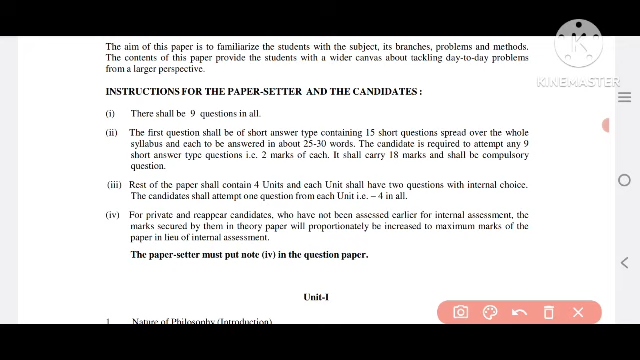 The aim of this paper is to familiarize the students with the subject, its branches, problems and methods.
The contents of this paper provide the students with a wider canvas about tackling day-to-day problems
from a larger perspective.
INSTRUCTIONS FOR THE PAPER-SETTER AND THE CANDIDATES :
(i) There shall be 9 questions in all.
(ii) The first question shall be of short answer type containing 15 short questions spread over the whole
syllabus and each to be answered in about 25-30 words. The candidate is required to attempt any 9
short answer type questions i.e. 2 marks of each. It shall carry 18 marks and shall be compulsory
question.
(iii) Rest of the paper shall contain 4 Units and each Unit shall have two questions with internal choice.
The candidates shall attempt one question from each Unit i.e. – 4 in all.
(iv) For private and reappear candidates, who have not been assessed earlier for internal assessment, the
marks secured by them in theory paper will proportionately be increased to maximum marks of the
paper in lieu of internal assessment.
The paper-setter must put note (iv) in the question paper.
Unit-I
1. Nature of Philosophy (Introduction)
KINEMASTER